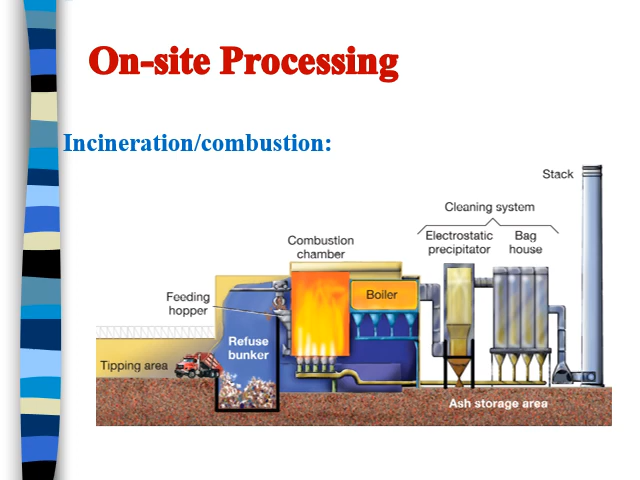 On-site Processing
Incineration/combustion:
Stack
Cleaning system
Electrostatic
precipitator
Bag
house
Combustion
chamber
Feeding
hopper
Boiler
Refuse
bunker
Tipping area
Ash storage area